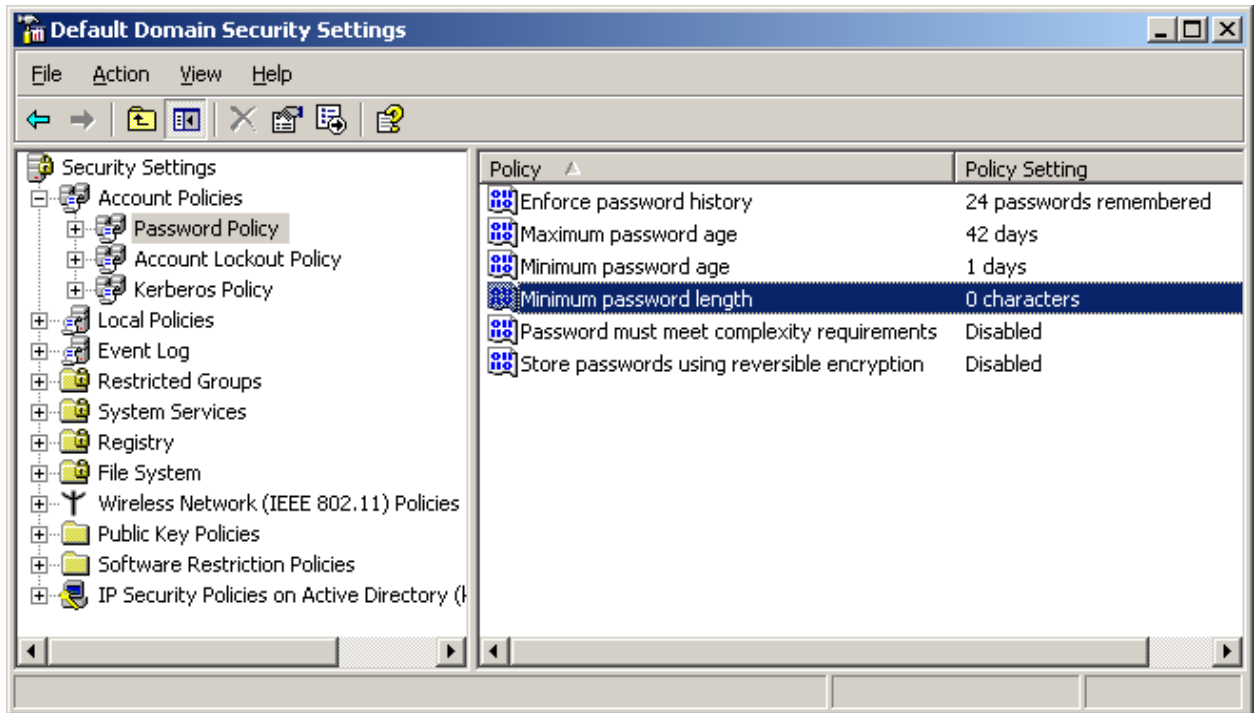 Default Domain Security Settings
File Action View Help
Security Settings
Account Policies
Password Policy
Account Lockout Policy
Kerberos Policy
Local Policies
Event Log
Restricted Groups
System Services
Registry
File System
Wireless Network (IEEE 802.11) Policies
Public Key Policies
Software Restriction Policies
IP Security Policies on Active Directory (
Policy Policy Setting
Enforce password history 24 passwords remembered
Maximum password age 42 days
Minimum password age 1 days
Minimum password length 0 characters
Password must meet complexity requirements Disabled
Store passwords using reversible encryption Disabled